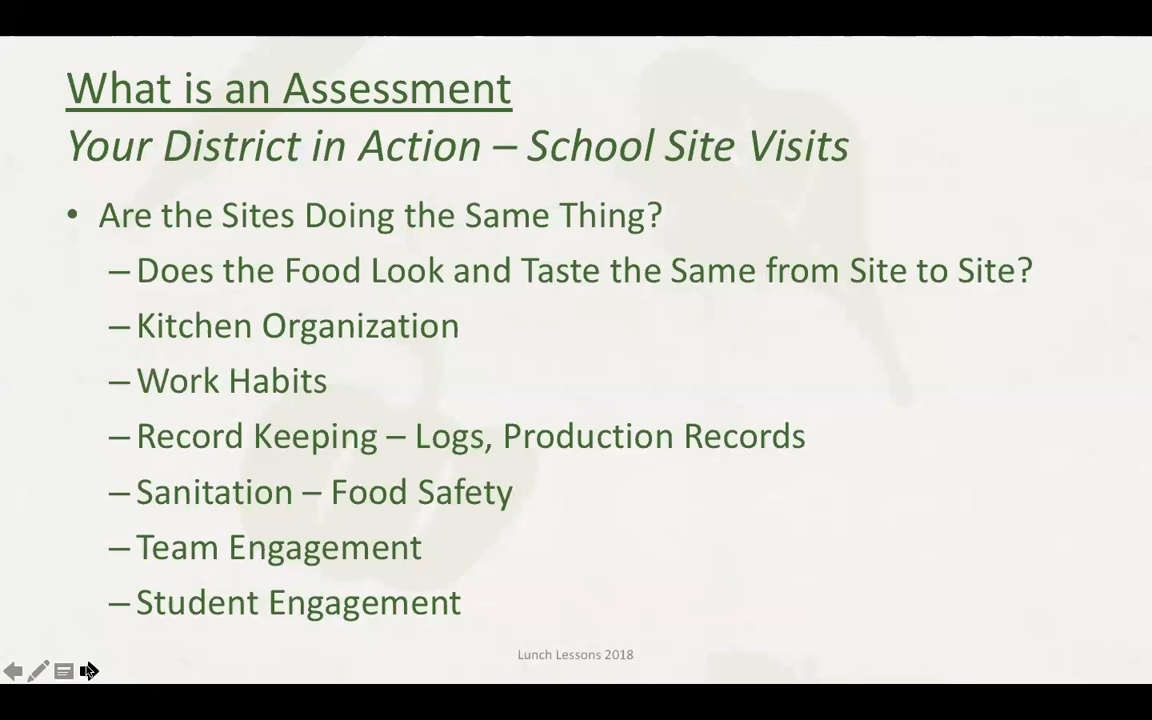 What is an Assessment
Your District in Action – School Site Visits
• Are the Sites Doing the Same Thing?
– Does the Food Look and Taste the Same from Site to Site?
– Kitchen Organization
– Work Habits
– Record Keeping – Logs, Production Records
– Sanitation – Food Safety
– Team Engagement
– Student Engagement
Lunch Lessons 2018